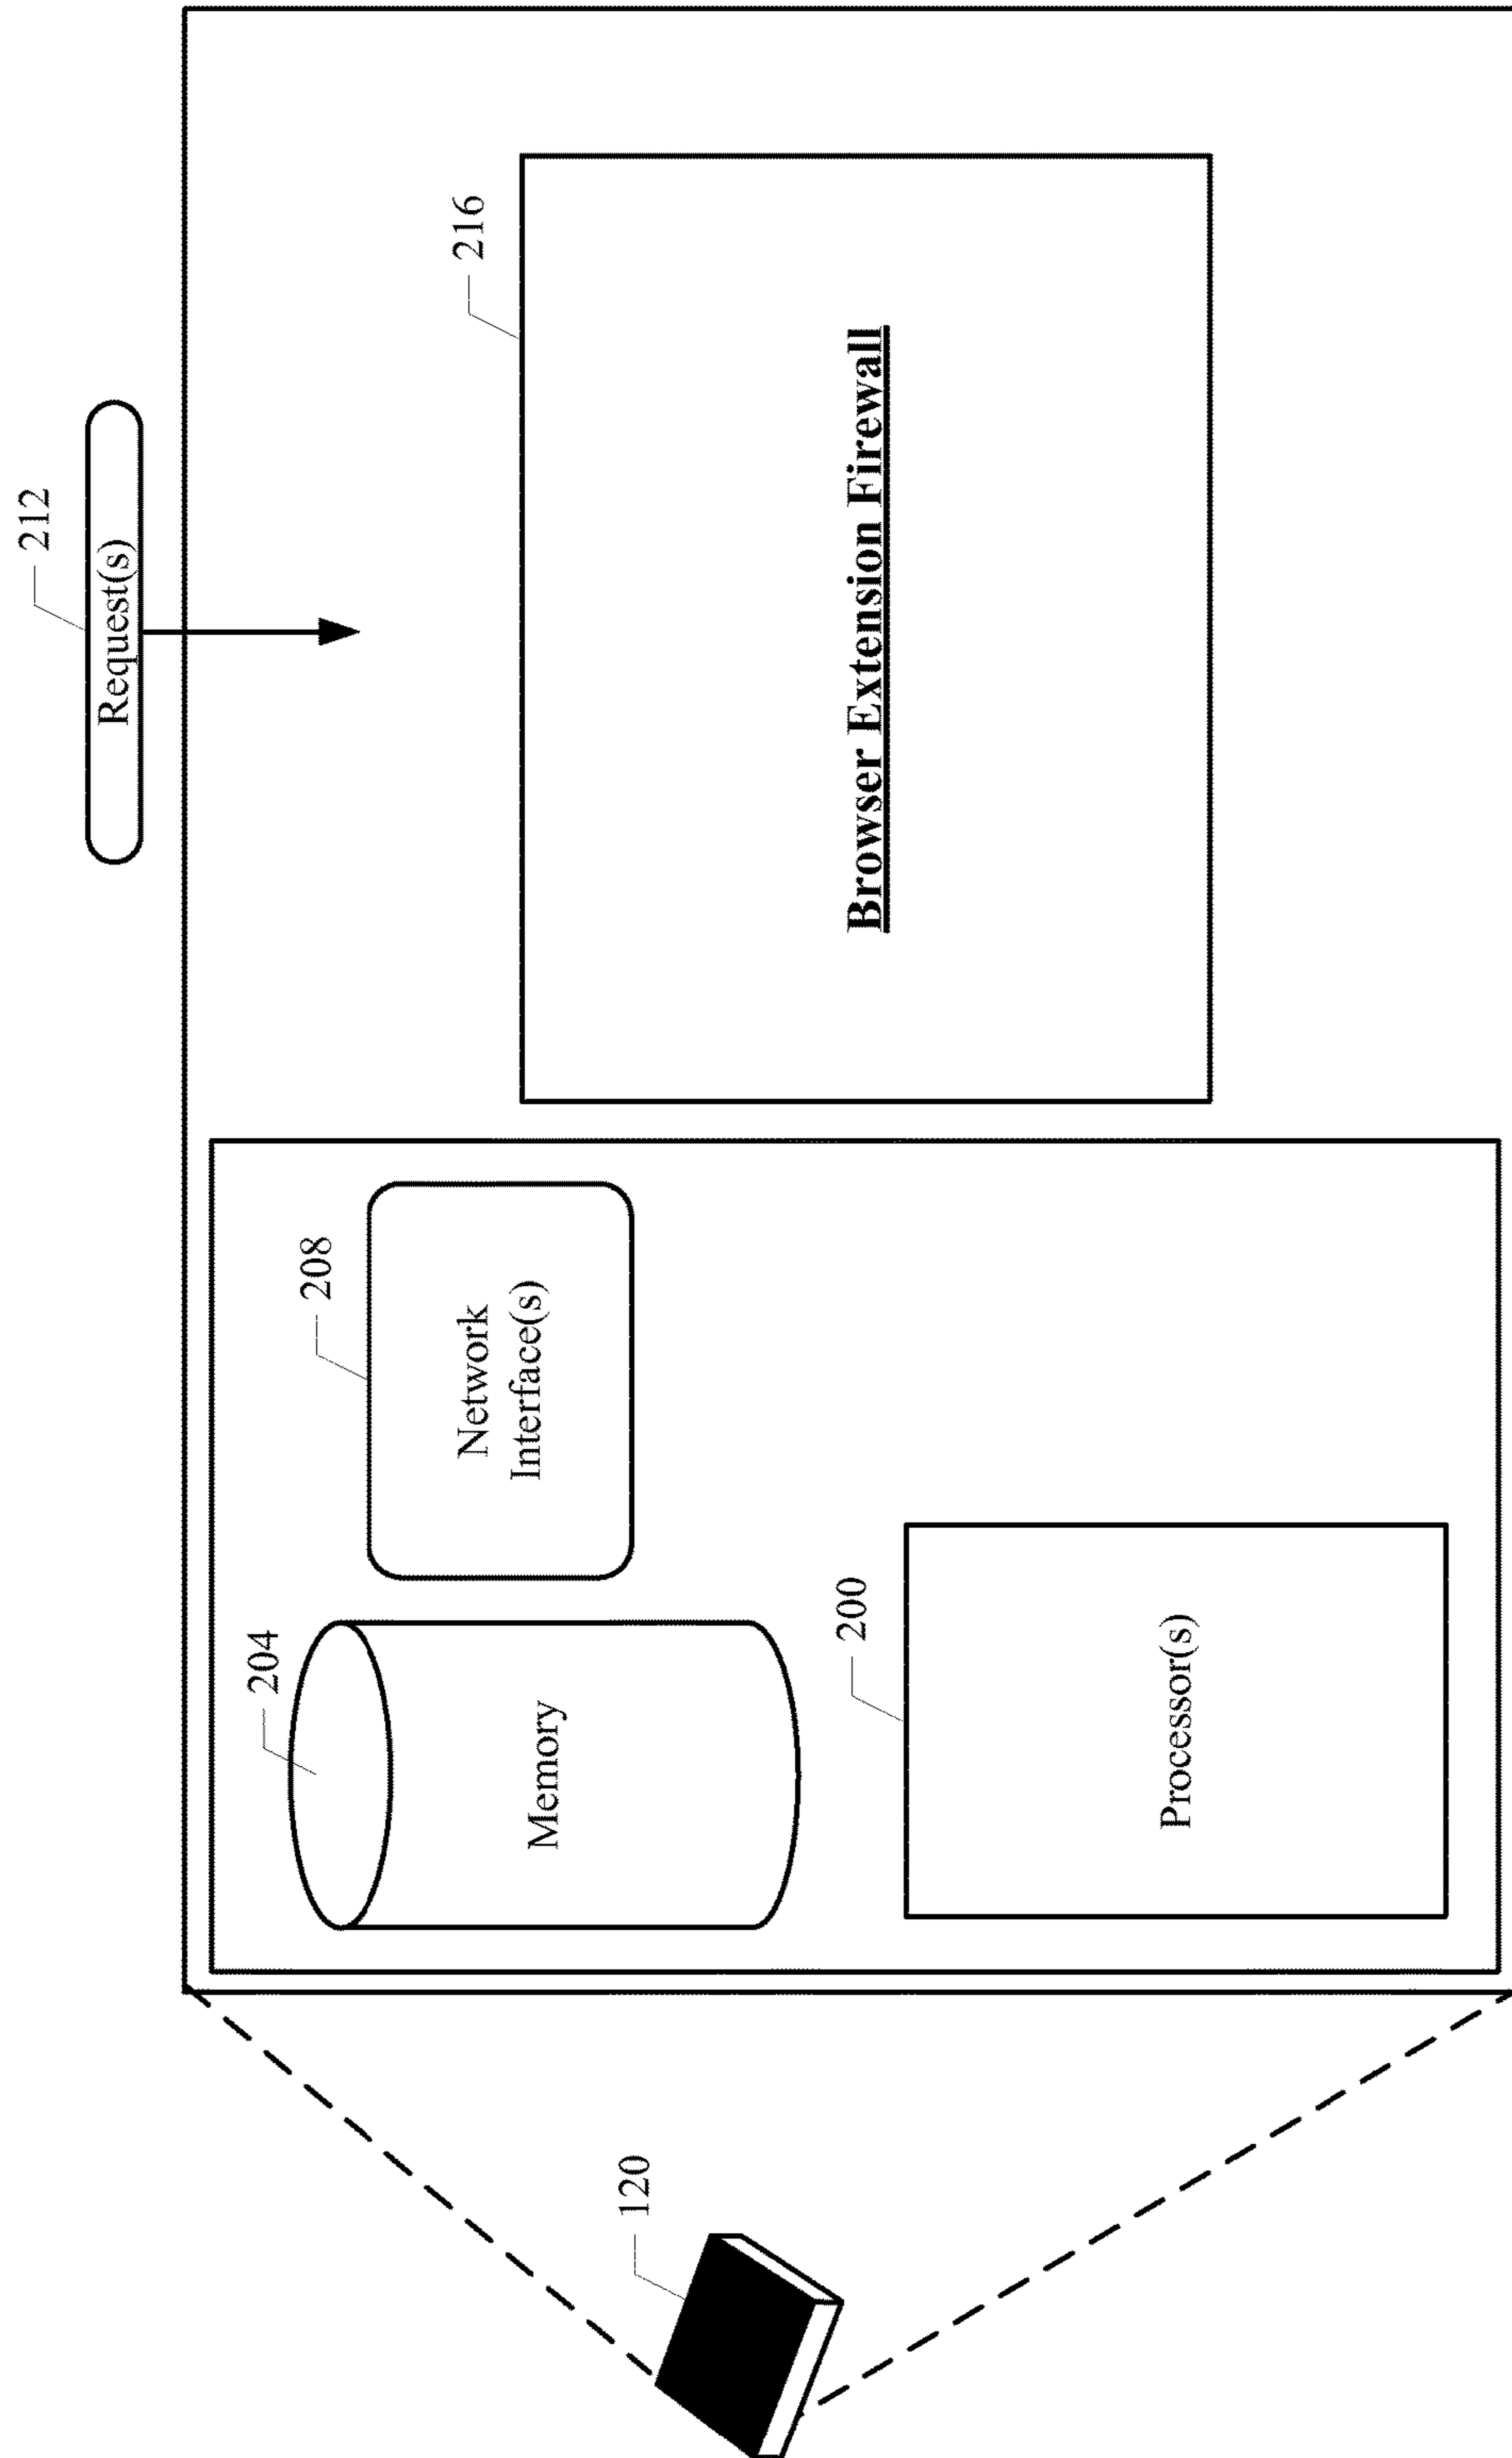 120
204
Memory
208
Network
Interface(s)
200
Processor(s)
212
Request(s)
216
Browser Extension Firewall